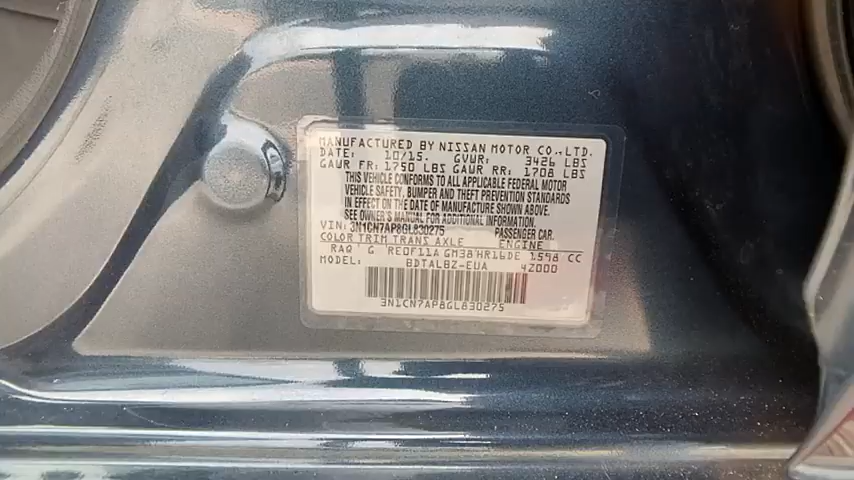 MANUFACTURED BY NISSAN MOTOR CO., LTD.
DATE: 10/15. GVWR: 3426 LBS
GAWR FR: 1750 LBS GAWR RR: 1708 LBS
THIS VEHICLE CONFORMS TO ALL APPLICABLE FEDERAL MOTOR
VEHICLE SAFETY, BUMPER AND THEFT PREVENTION STANDARDS
IN EFFECT ON THE DATE OF MANUFACTURE SHOWN ABOVE.
SEE OWNER'S MANUAL FOR ADDITIONAL INFORMATION.
VIN: 3N1CN7AP8GL830275 PASSENGER CAR.
COLOR TRIM TRANS AXLE ENGINE
RAQ G RE0F11A GM38 HR16DE 1.598 CC
MODEL: BDTALBZ-EUA 42000
3N1CN7AP8GL830275